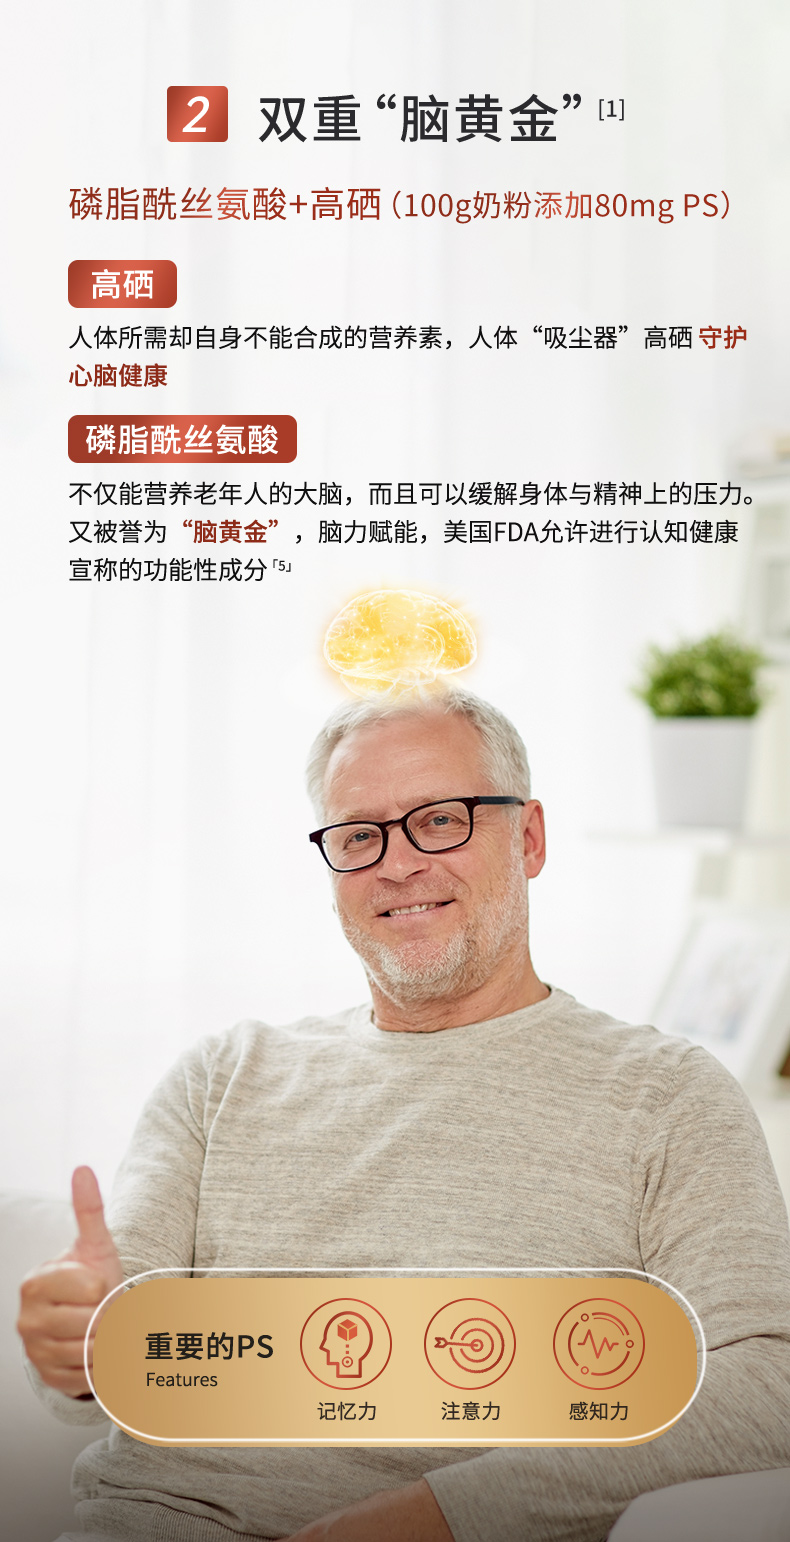 2 双重“脑黄金” [1]
磷脂酰丝氨酸+高硒（100g奶粉添加80mg PS）
高硒
人体所需却自身不能合成的营养素，人体“吸尘器”高硒 守护
心脑健康
磷脂酰丝氨酸
不仅能营养老年人的大脑，而且可以缓解身体与精神上的压力。
又被誉为“脑黄金”，脑力赋能，美国FDA允许进行认知健康
宣称的功能性成分「5」
重要的PS
Features
记忆力 注意力 感知力